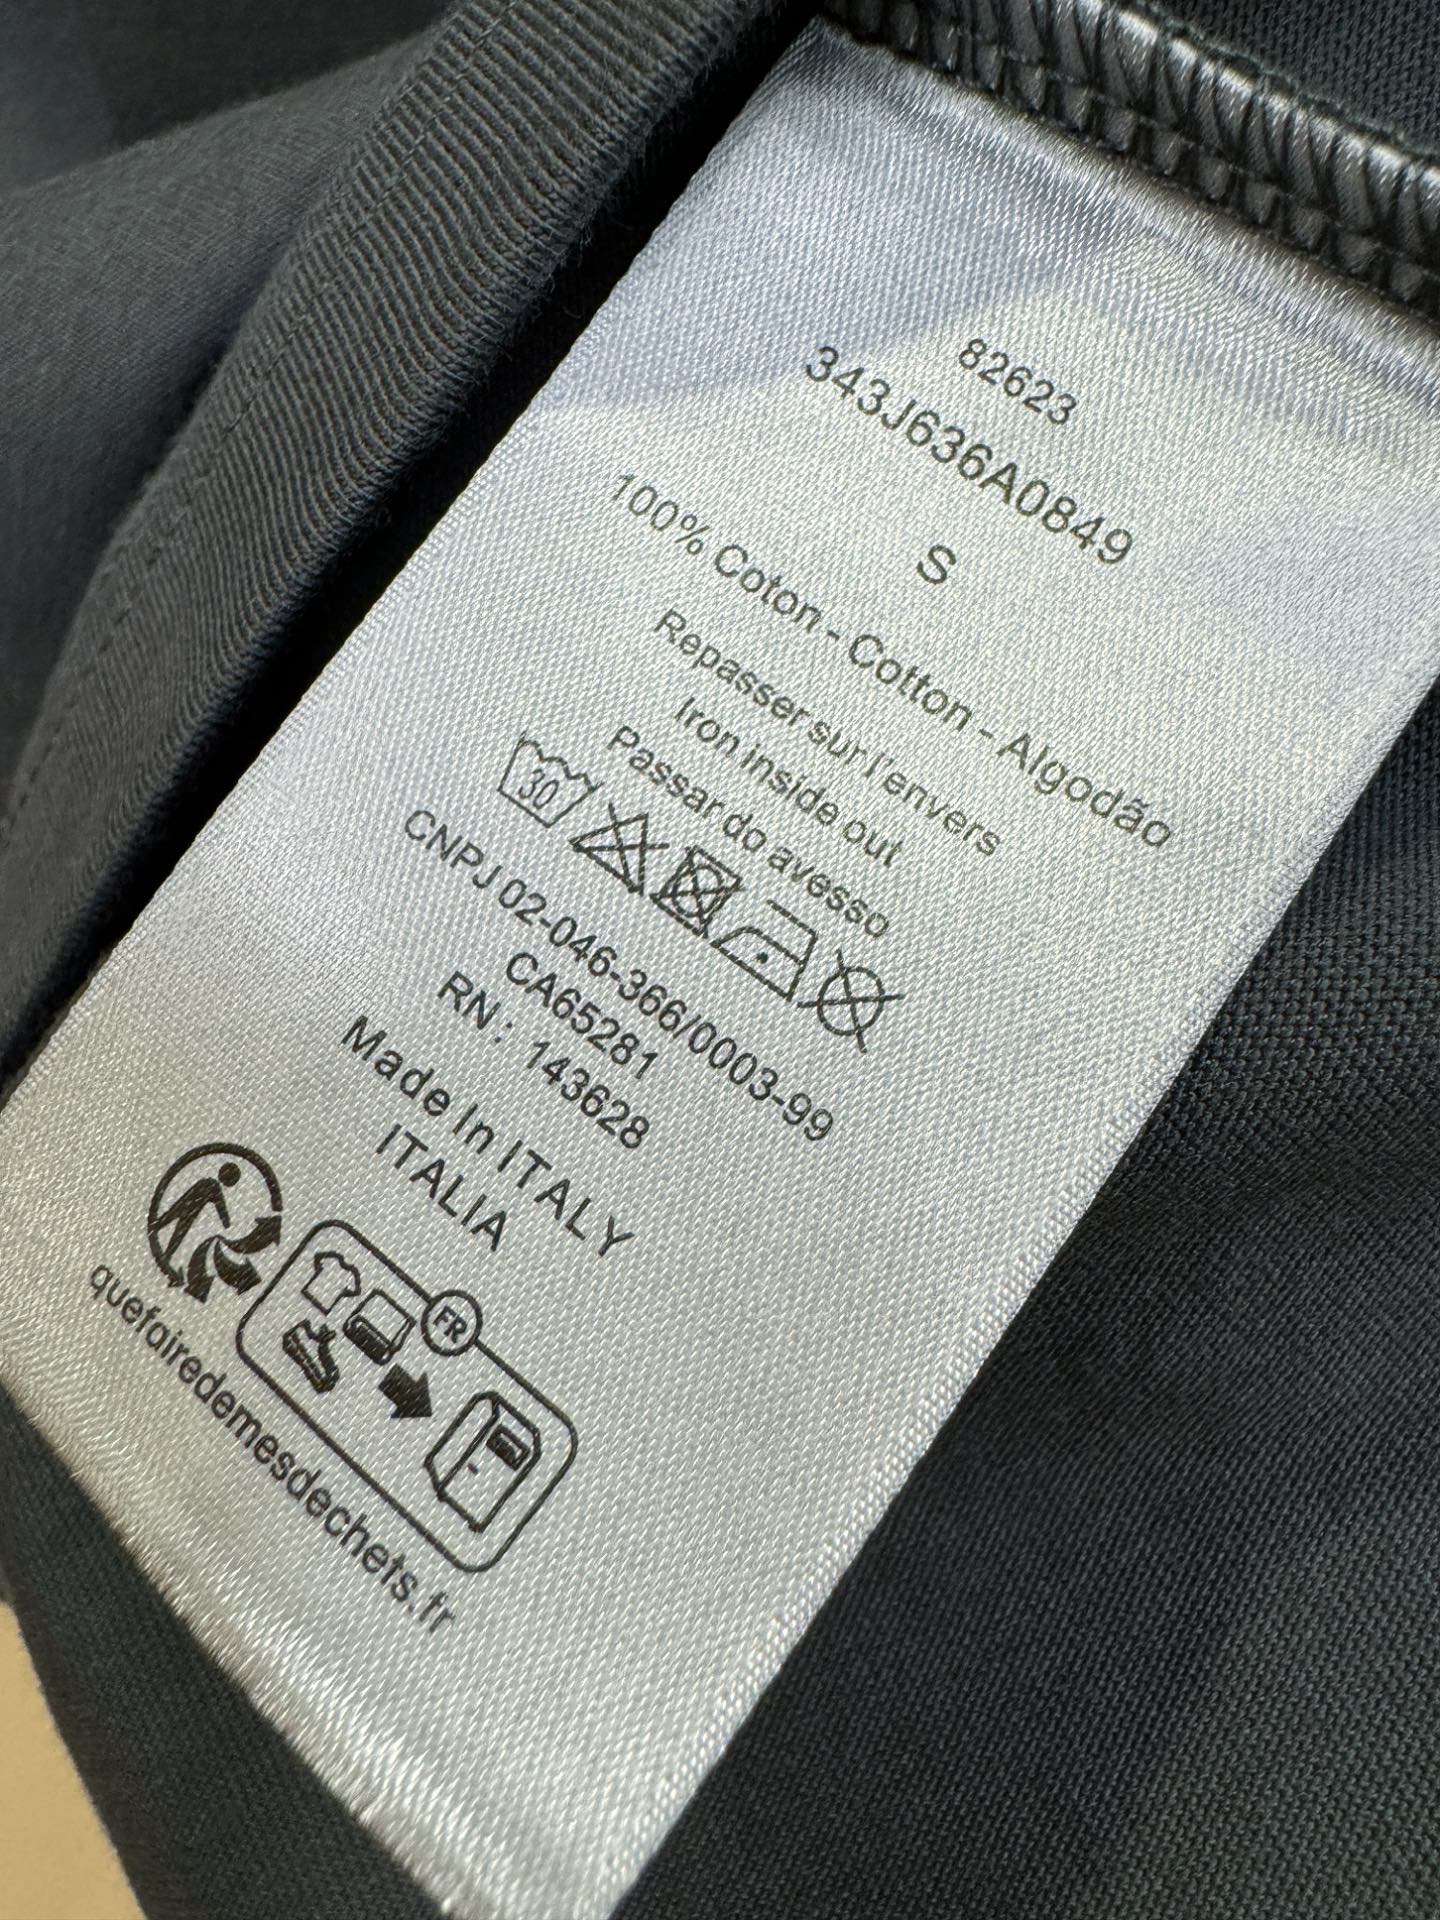 82623
343J636A0849
S
100% Coton - Cotton - Algodão
Repasser sur l'envers
Iron inside out
Passar do avesso
30
CNPJ 02-046-366/0003-99
CA65281
RN : 143628
Made In ITALY
ITALIA
FR
quefairedemesdechets.fr